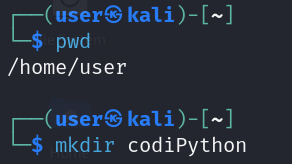 ┌──(user㉿kali)-[~]
└─$ pwd
/home/user
┌──(user㉿kali)-[~]
└─$ mkdir codiPython